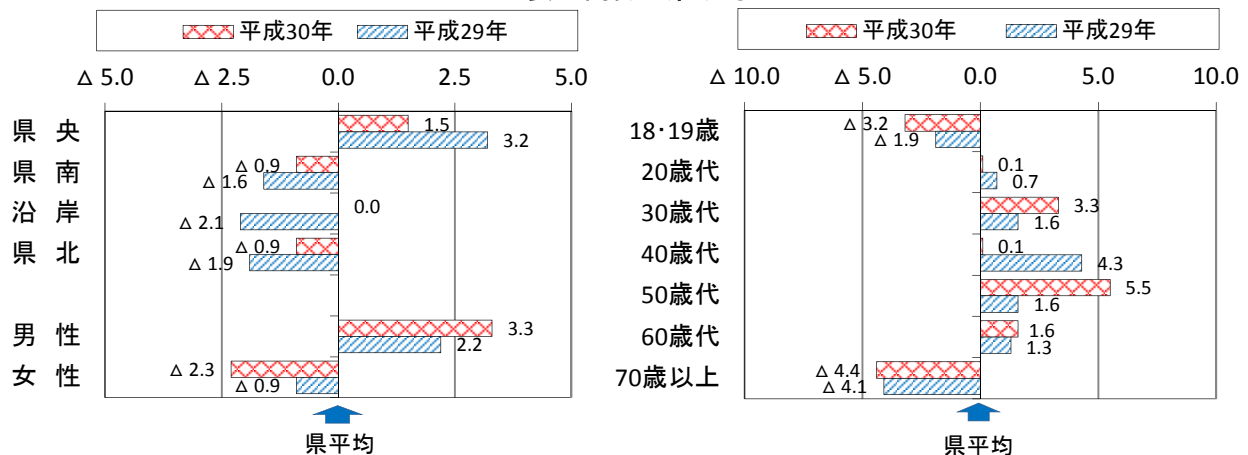 平成30年 平成29年
△ 5.0 △ 2.5 0.0 2.5 5.0
県 央
1.5
3.2
県 南
△ 0.9
△ 1.6
沿 岸
0.0
△ 2.1
県 北
△ 0.9
△ 1.9
男 性
3.3
2.2
女 性
△ 2.3
△ 0.9
県平均
平成30年 平成29年
△ 10.0 △ 5.0 0.0 5.0 10.0
18・19歳
△ 3.2
△ 1.9
20歳代
0.1
0.7
30歳代
3.3
1.6
40歳代
0.1
4.3
50歳代
5.5
1.6
60歳代
1.6
1.3
70歳以上
△ 4.4
△ 4.1
県平均